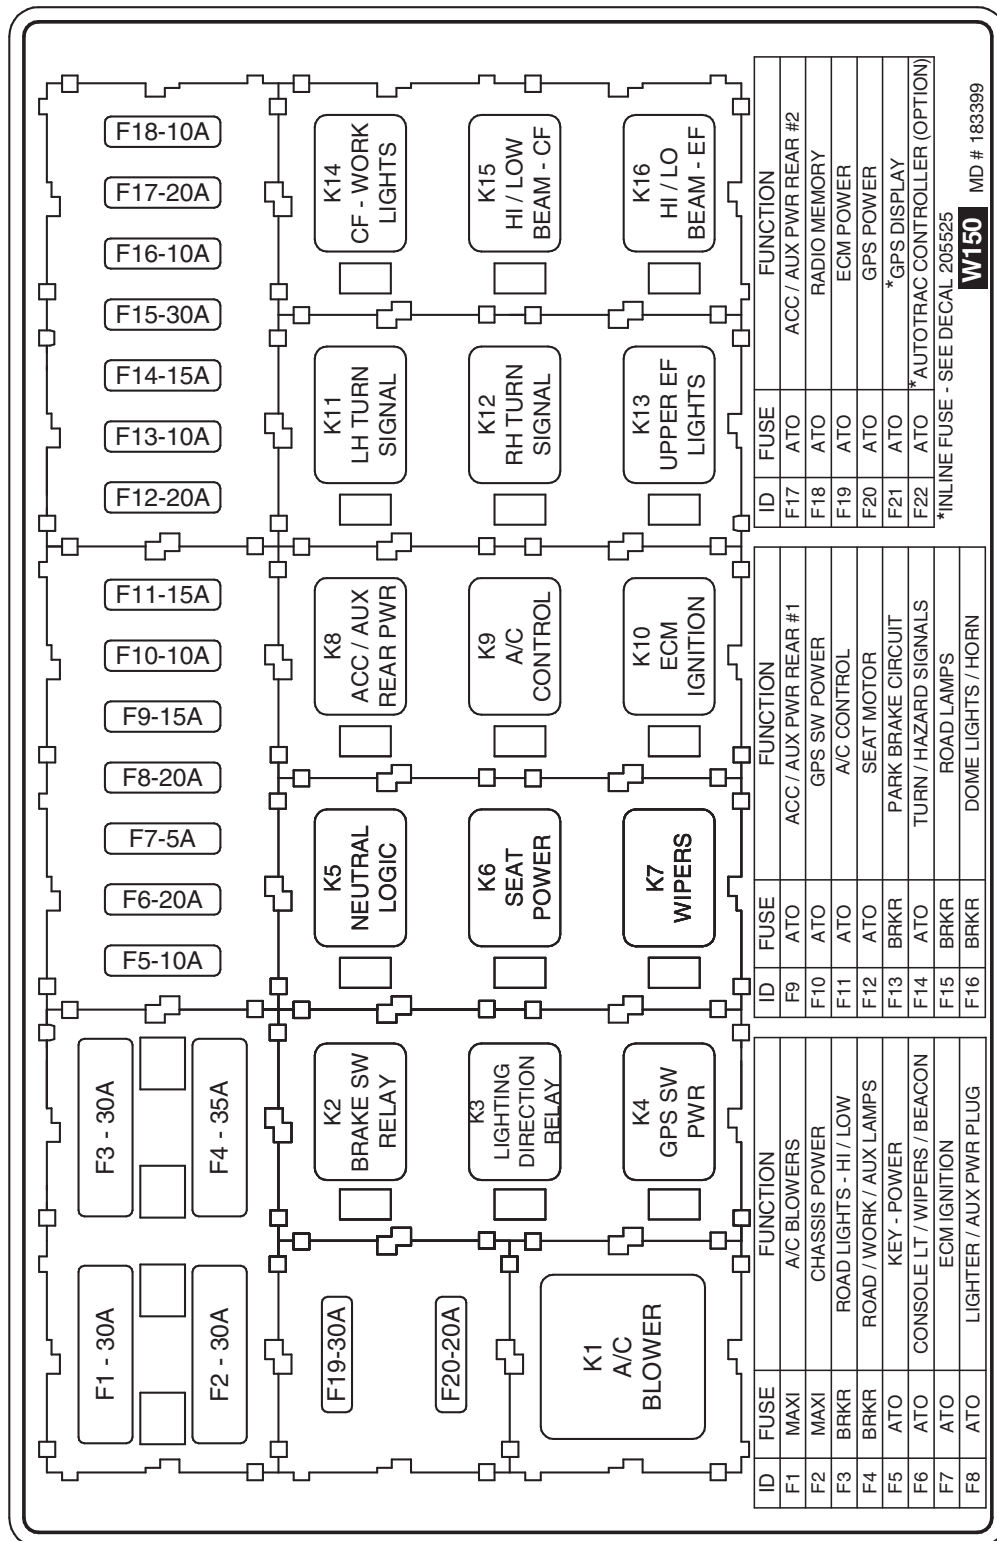 F1 - 30A
F3 - 30A
F2 - 30A
F4 - 35A
F5-10A
F6-20A
F7-5A
F8-20A
F9-15A
F10-10A
F11-15A
F12-20A
F13-10A
F14-15A
F15-30A
F16-10A
F17-20A
F18-10A
F19-30A
F20-20A
K1
A/C
BLOWER
K2
BRAKE SW
RELAY
K3
LIGHTING
DIRECTION
RELAY
K4
GPS SW
PWR
K5
NEUTRAL
LOGIC
K6
SEAT
POWER
K7
WIPERS
K8
ACC / AUX
REAR PWR
K9
A/C
CONTROL
K10
ECM
IGNITION
K11
LH TURN
SIGNAL
K12
RH TURN
SIGNAL
K13
UPPER EF
LIGHTS
K14
CF - WORK
LIGHTS
K15
HI / LOW
BEAM - CF
K16
HI / LO
BEAM - EF
ID FUSE FUNCTION
F1 MAXI A/C BLOWERS
F2 MAXI CHASSIS POWER
F3 BRKR ROAD LIGHTS - HI / LOW
F4 BRKR ROAD / WORK / AUX LAMPS
F5 ATO KEY - POWER
F6 ATO CONSOLE LT / WIPERS / BEACON
F7 ATO ECM IGNITION
F8 ATO LIGHTER / AUX PWR PLUG
ID FUSE FUNCTION
F9 ATO ACC / AUX PWR REAR #1
F10 ATO GPS SW POWER
F11 ATO A/C CONTROL
F12 ATO SEAT MOTOR
F13 BRKR PARK BRAKE CIRCUIT
F14 ATO TURN / HAZARD SIGNALS
F15 BRKR ROAD LAMPS
F16 BRKR DOME LIGHTS / HORN
ID FUSE FUNCTION
F17 ATO ACC / AUX PWR REAR #2
F18 ATO RADIO MEMORY
F19 ATO ECM POWER
F20 ATO GPS POWER
F21 ATO *GPS DISPLAY
F22 ATO *AUTOTRAC CONTROLLER (OPTION)
*INLINE FUSE - SEE DECAL 205525
W150 MD # 183399